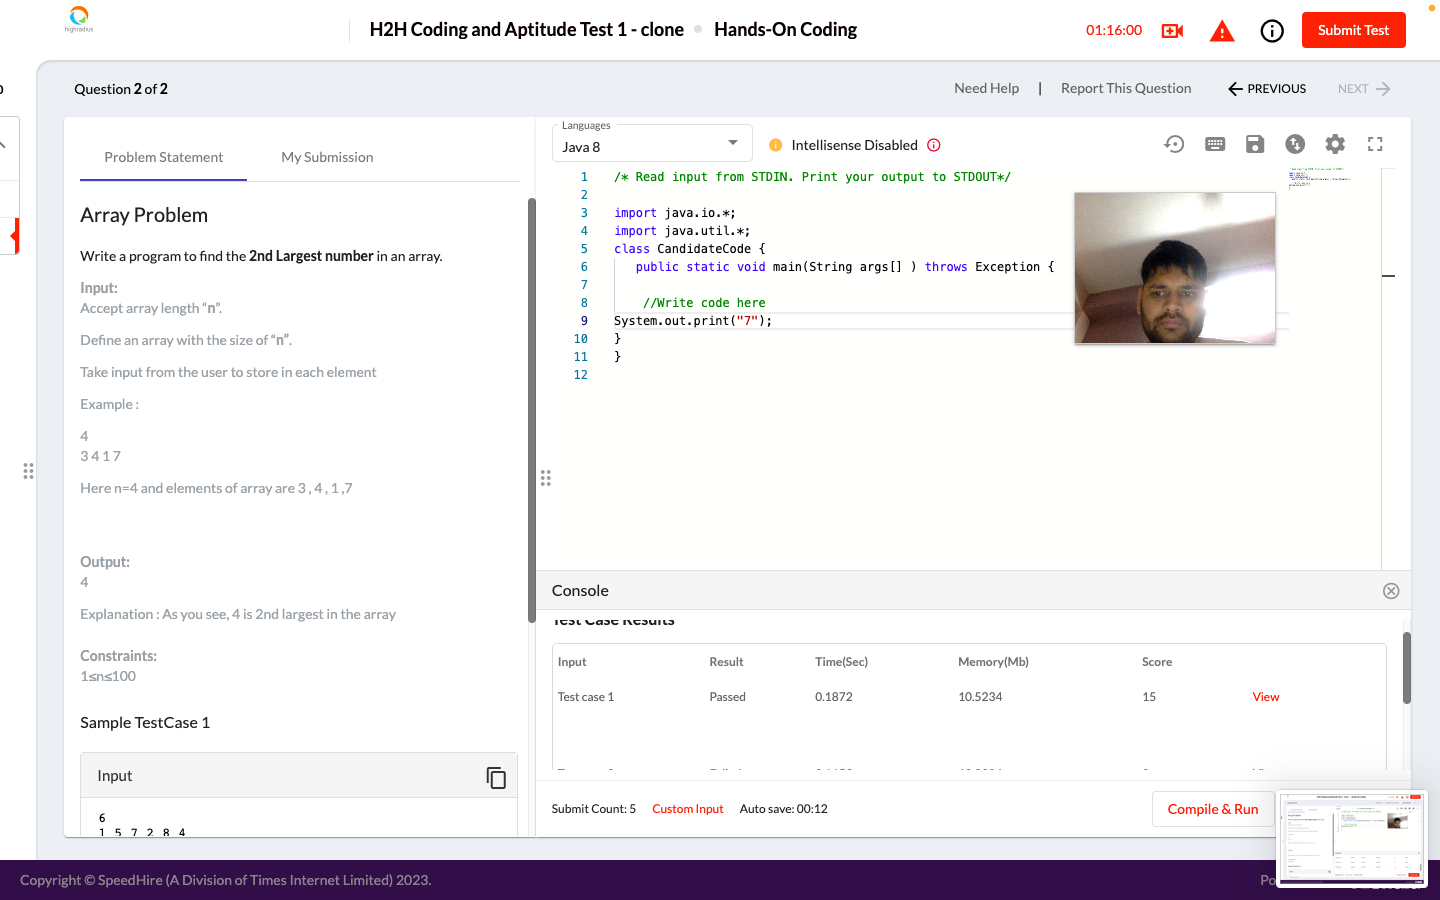 highradius
H2H Coding and Aptitude Test 1 - clone
Hands-On Coding
01:16:00
Submit Test
Question 2 of 2
Need Help | Report This Question
PREVIOUS
NEXT
Problem Statement
My Submission
Array Problem
Write a program to find the 2nd Largest number in an array.
Input:
Accept array length “n”.
Define an array with the size of “n”.
Take input from the user to store in each element
Example :
4
3 4 1 7
Here n=4 and elements of array are 3 , 4 , 1 ,7
Output:
4
Explanation : As you see, 4 is 2nd largest in the array
Constraints:
1≤n≤100
Sample TestCase 1
Input
6
1 5 7 2 8 4
Languages
Java 8
Intellisense Disabled
1 /* Read input from STDIN. Print your output to STDOUT*/
2
3 import java.io.*;
4 import java.util.*;
5 class CandidateCode {
6 public static void main(String args[] ) throws Exception {
7
8 //Write code here
9 System.out.print("7");
10 }
11 }
12
Console
Test Case Results
Input Result Time(Sec) Memory(Mb) Score
Test case 1 Passed 0.1872 10.5234 15 View
Submit Count: 5
Custom Input
Auto save: 00:12
Compile & Run
Copyright © SpeedHire (A Division of Times Internet Limited) 2023.